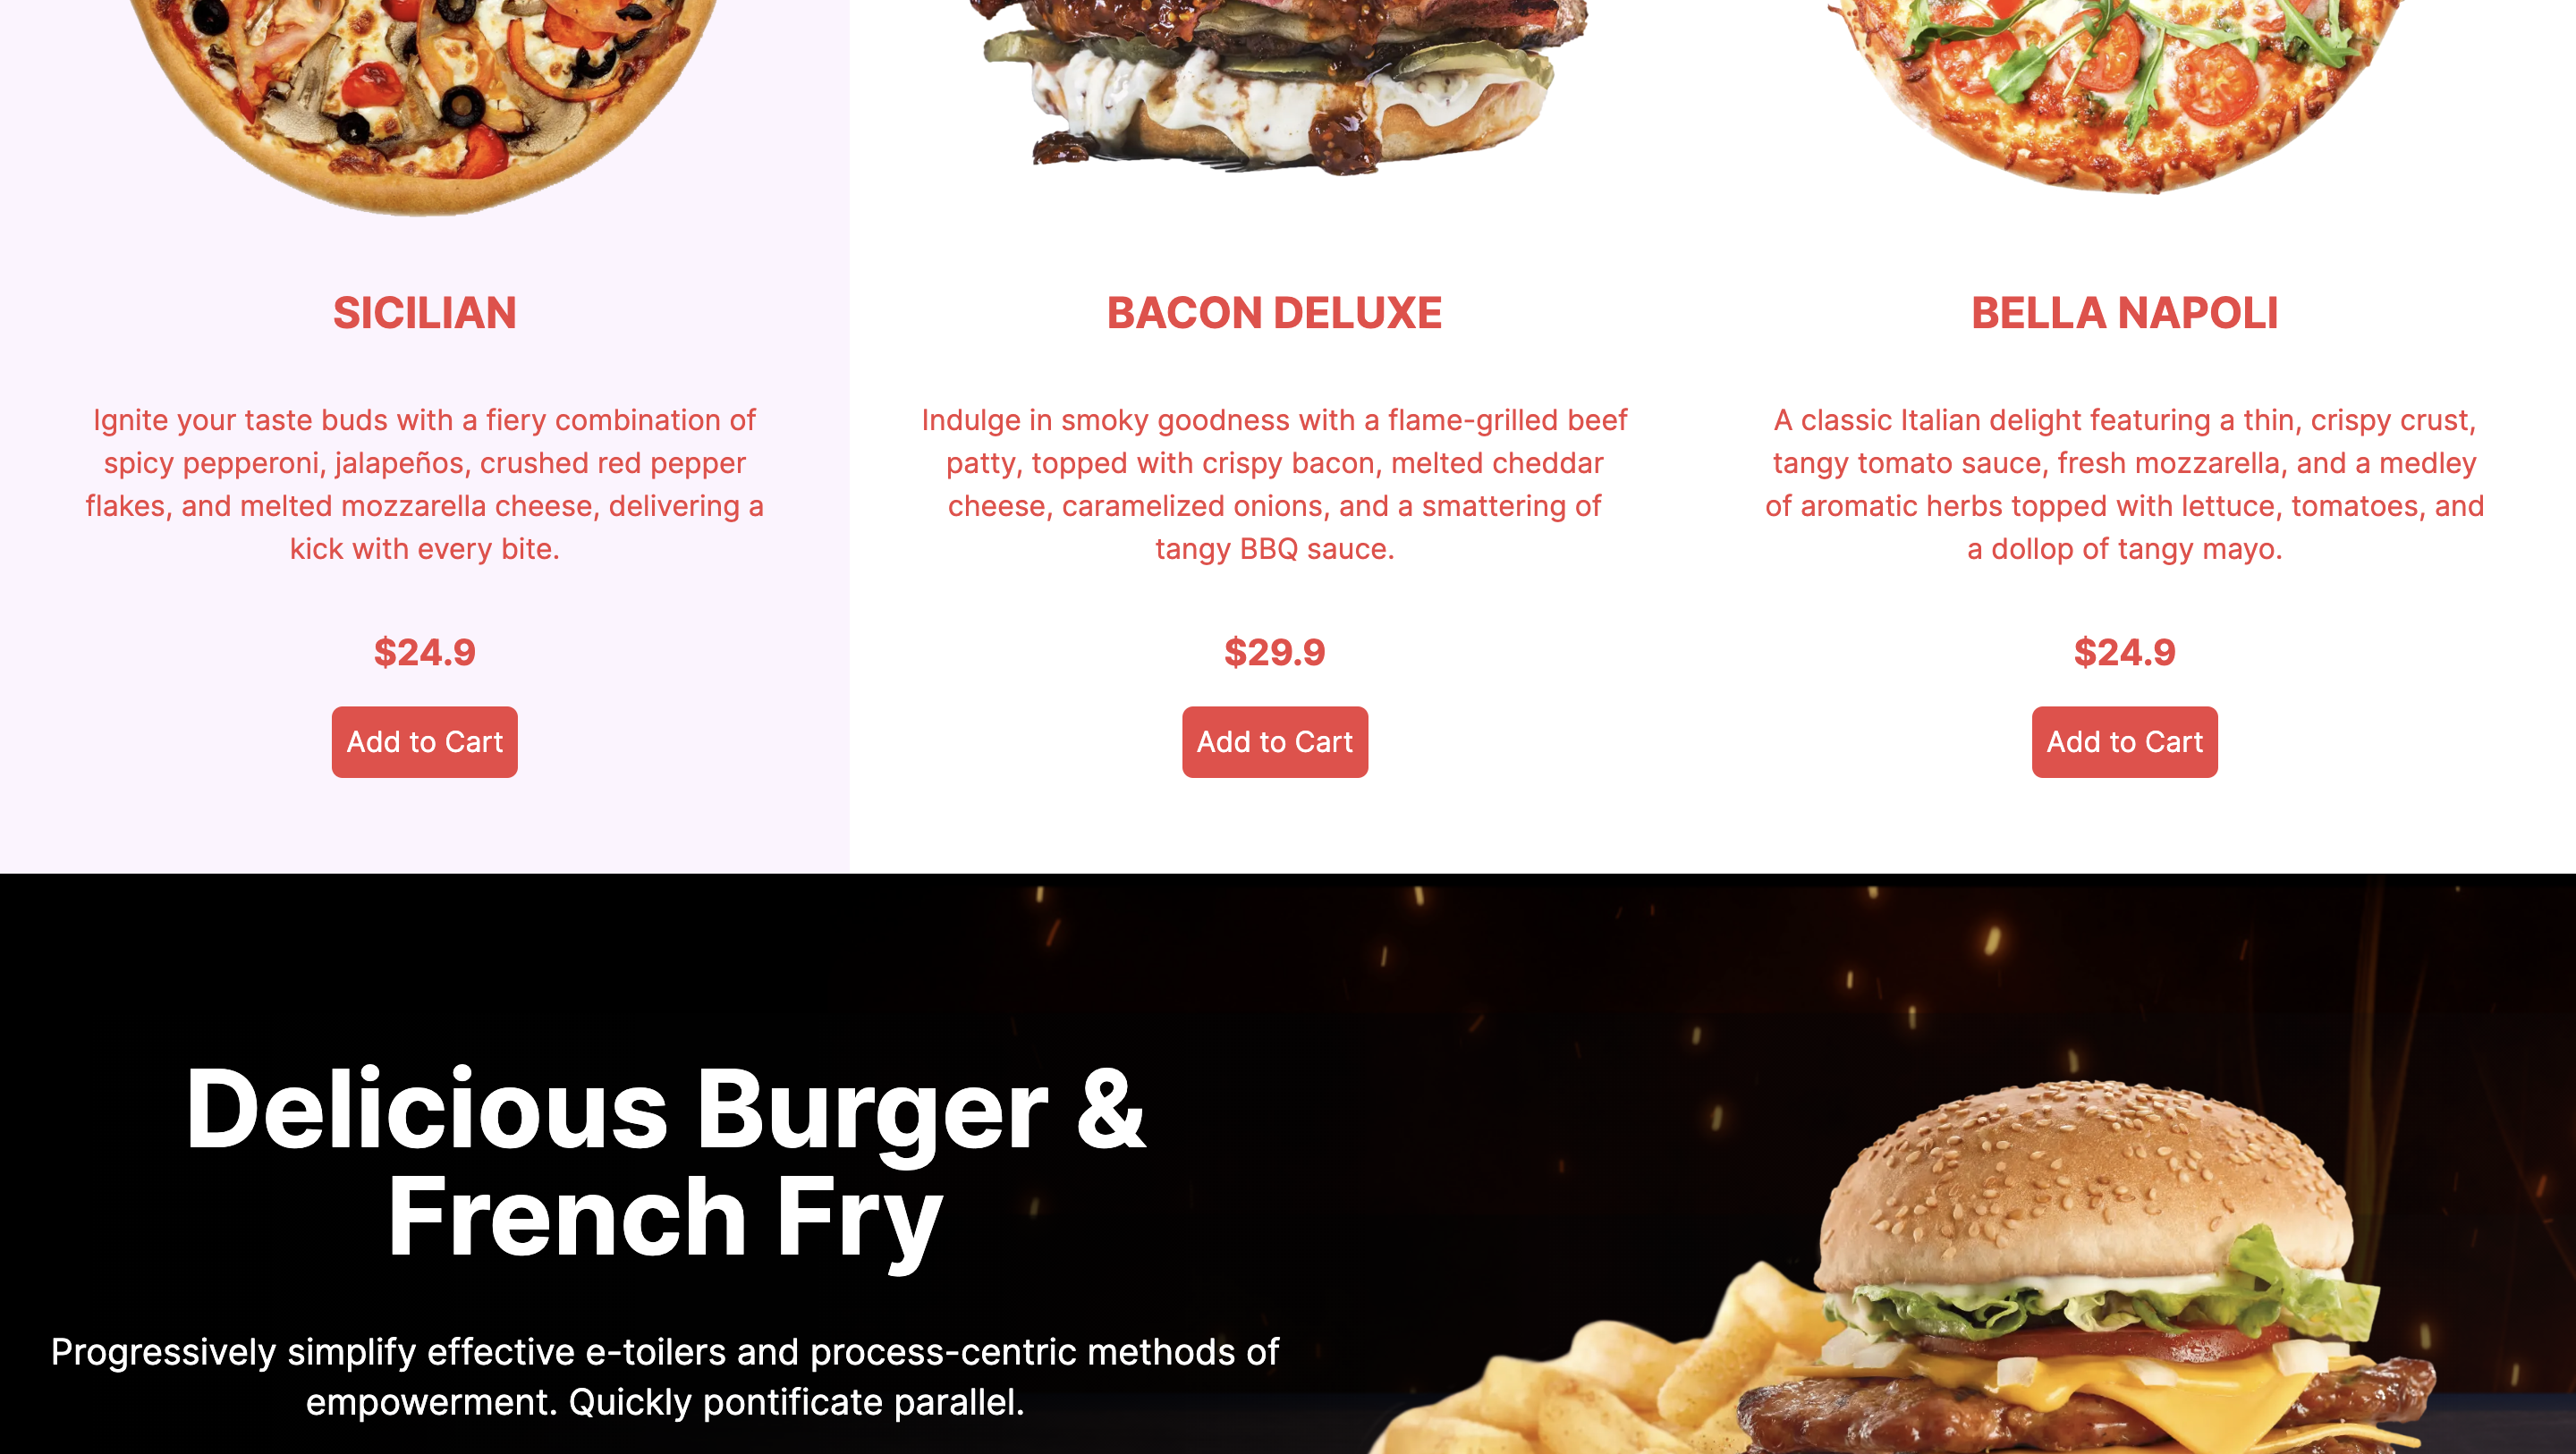 SICILIAN
Ignite your taste buds with a fiery combination of
spicy pepperoni, jalapeños, crushed red pepper
flakes, and melted mozzarella cheese, delivering a
kick with every bite.
$24.9
Add to Cart
BACON DELUXE
Indulge in smoky goodness with a flame-grilled beef
patty, topped with crispy bacon, melted cheddar
cheese, caramelized onions, and a smattering of
tangy BBQ sauce.
$29.9
Add to Cart
BELLA NAPOLI
A classic Italian delight featuring a thin, crispy crust,
tangy tomato sauce, fresh mozzarella, and a medley
of aromatic herbs topped with lettuce, tomatoes, and
a dollop of tangy mayo.
$24.9
Add to Cart
Delicious Burger &
French Fry
Progressively simplify effective e-toilers and process-centric methods of
empowerment. Quickly pontificate parallel.